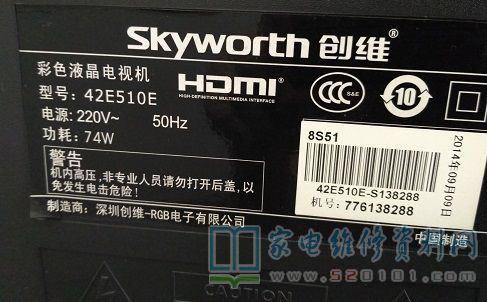 Skyworth 创维®
彩色液晶电视机
HDMI
HIGH-DEFINITION MULTIMEDIA INTERFACE
CCC
S&E
10
型号: 42E510E
电源: 220V~ 50Hz
功耗: 74W
警告
机内高压,非专业人员请勿打开后盖,以
免发生电击危险!
8S51
42E510E-S138288
机号: 776138288
2014年09月09日
制造商: 深圳创维-RGB电子有限公司
中国制造
家电维修资料网
www.520101.com
CAUTION